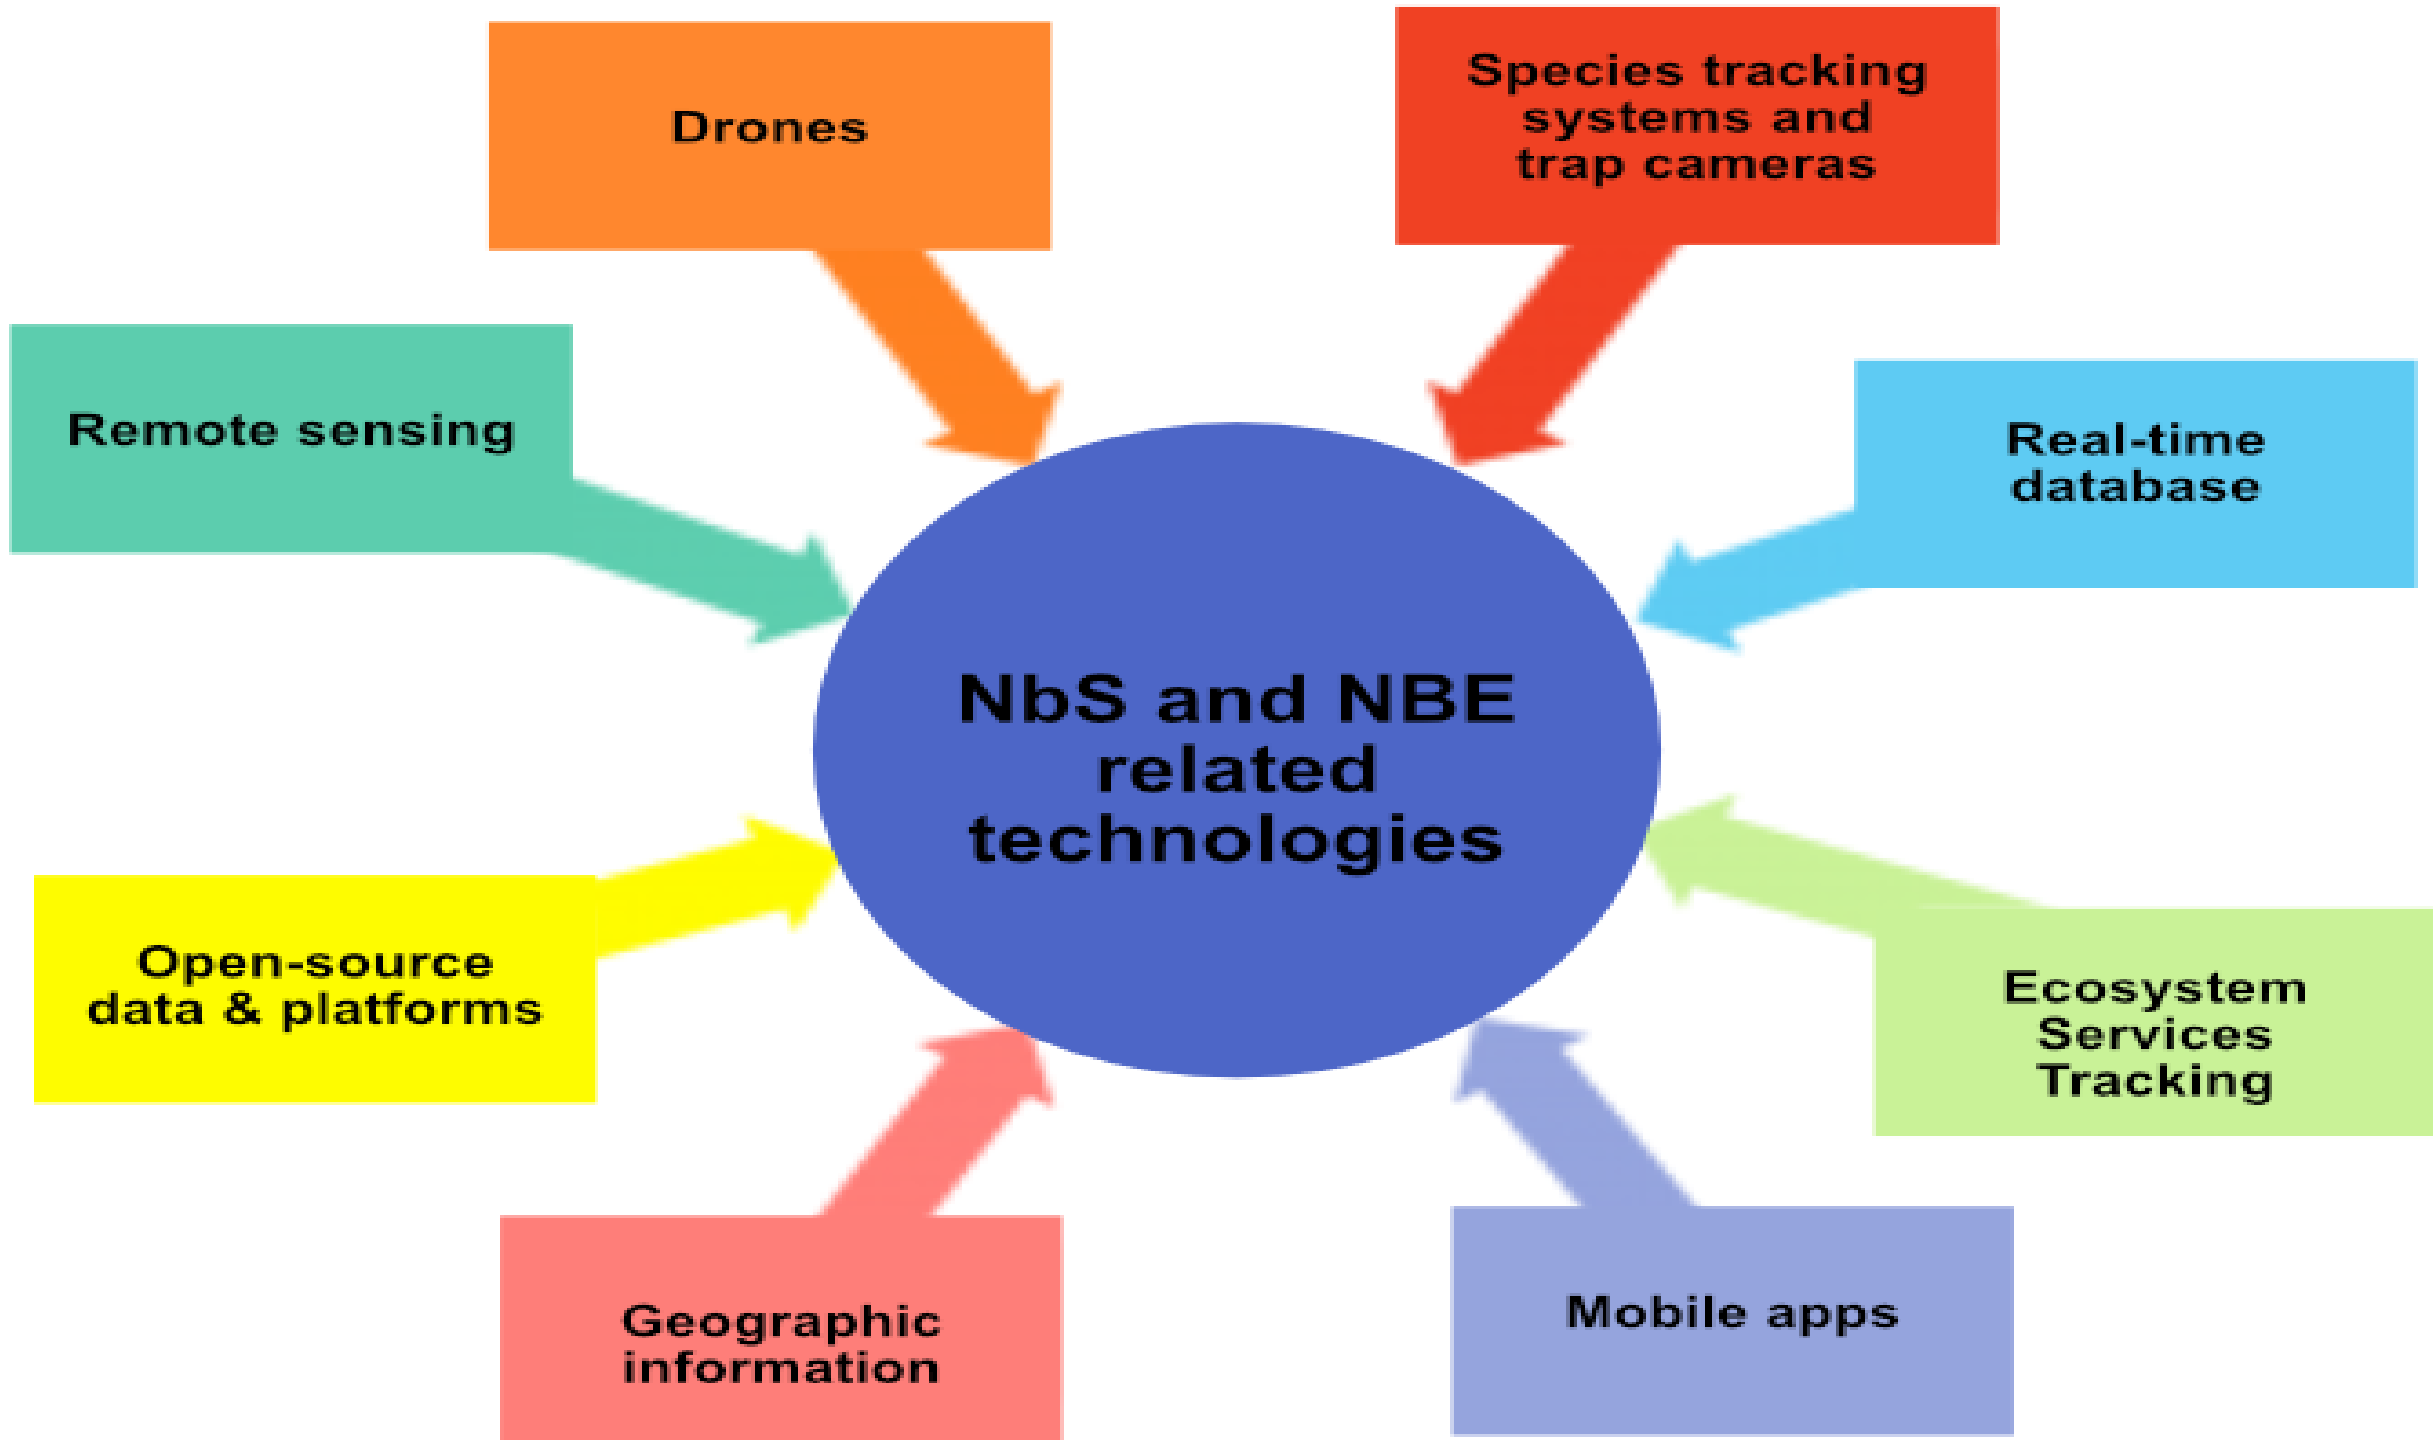 Drones
Species tracking
systems and
trap cameras
Remote sensing
Real-time
database
NbS and NBE
related
technologies
Open-source
data & platforms
Ecosystem
Services
Tracking
Geographic
information
Mobile apps